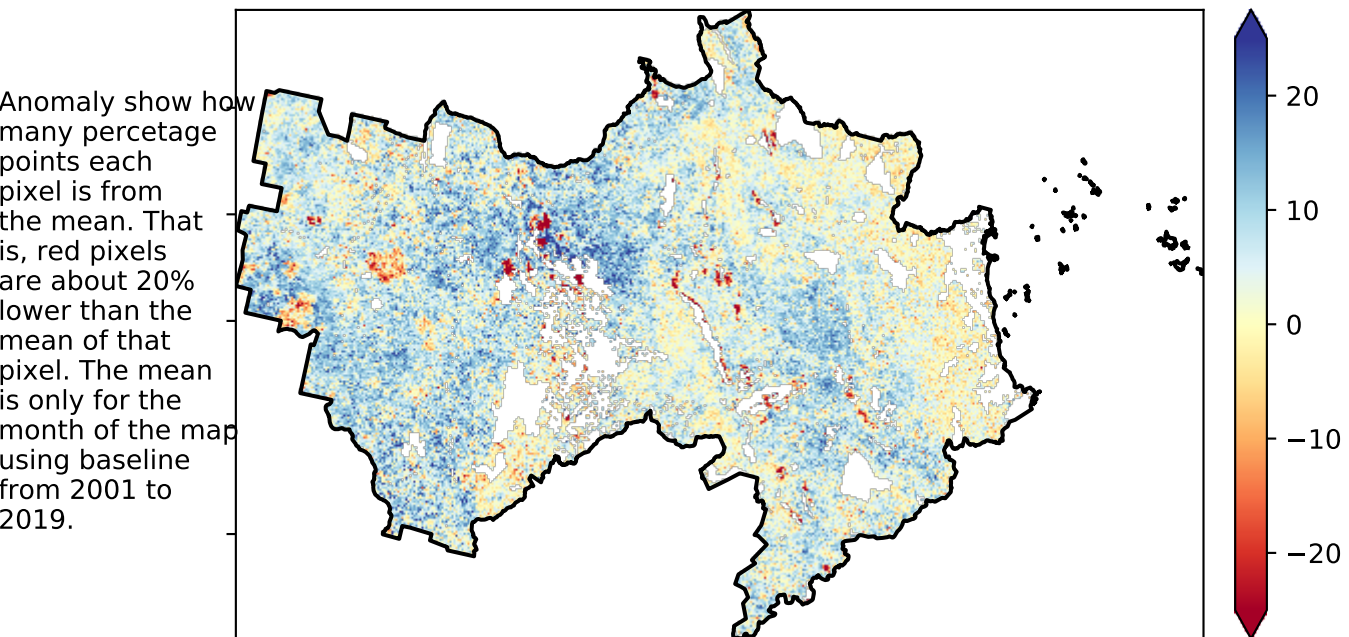 Anomaly show how
many percetage
points each
pixel is from
the mean. That
is, red pixels
are about 20%
lower than the
mean of that
pixel. The mean
is only for the
month of the map
using baseline
from 2001 to
2019.
20
10
0
−10
−20